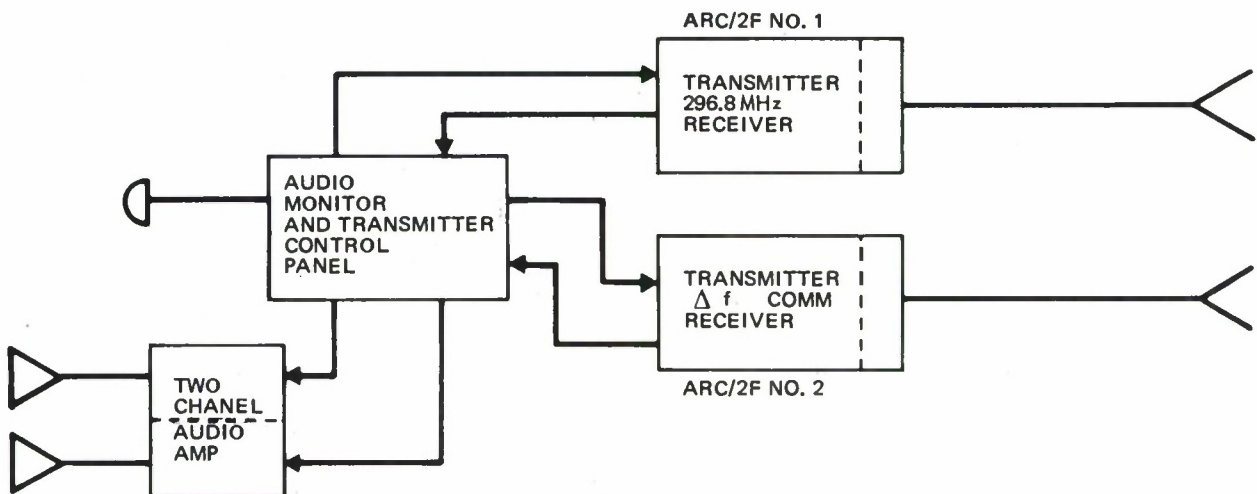 ARC/2F NO. 1
TRANSMITTER
296.8 MHz
RECEIVER
AUDIO
MONITOR
AND TRANSMITTER
CONTROL
PANEL
TRANSMITTER
Δ f COMM
RECEIVER
ARC/2F NO. 2
TWO
CHANEL
AUDIO
AMP